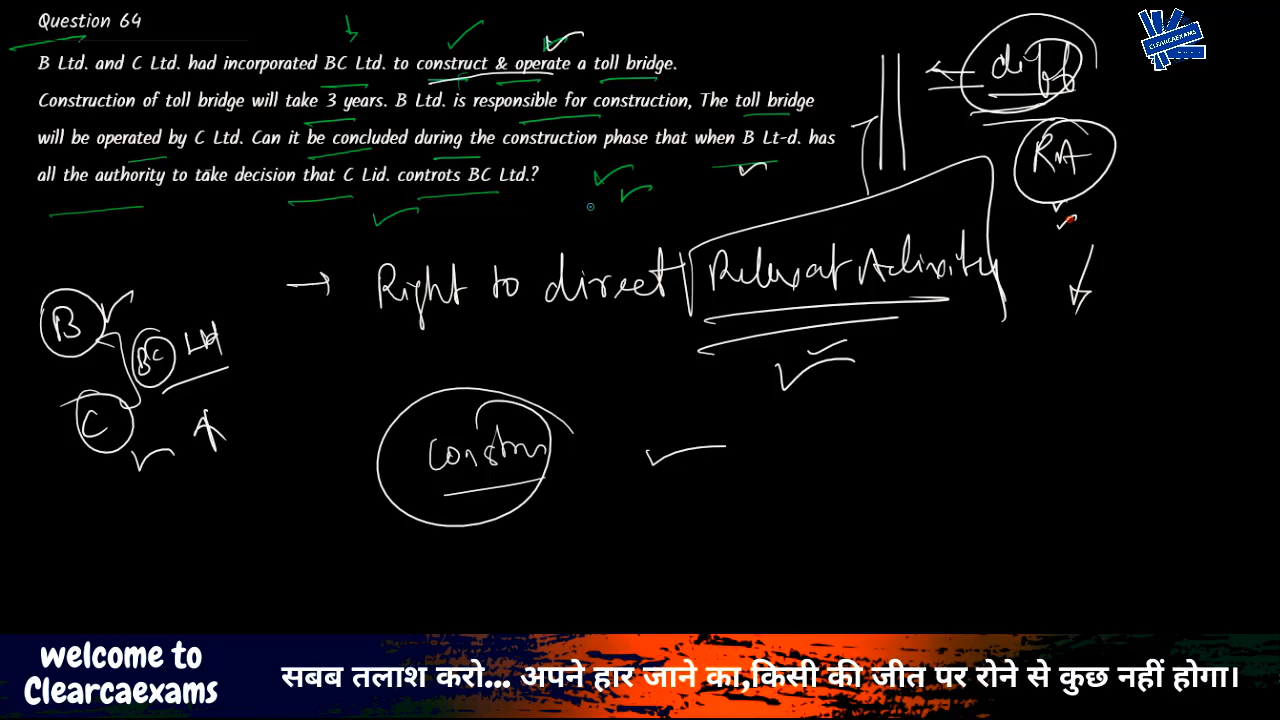 Question 64
B Ltd. and C Ltd. had incorporated BC Ltd. to construct & operate a toll bridge.
Construction of toll bridge will take 3 years. B Ltd. is responsible for construction, The toll bridge
will be operated by C Ltd. Can it be concluded during the construction phase that when B Lt-d. has
all the authority to take decision that C Lid. controts BC Ltd.?
CLEARCAEXAMS
diff
RA
→ Right to direct Relevant Activity
B
BC Ltd
C
Constru
welcome to
Clearcaexams
सबब तलाश करो... अपने हार जाने का,किसी की जीत पर रोने से कुछ नहीं होगा।